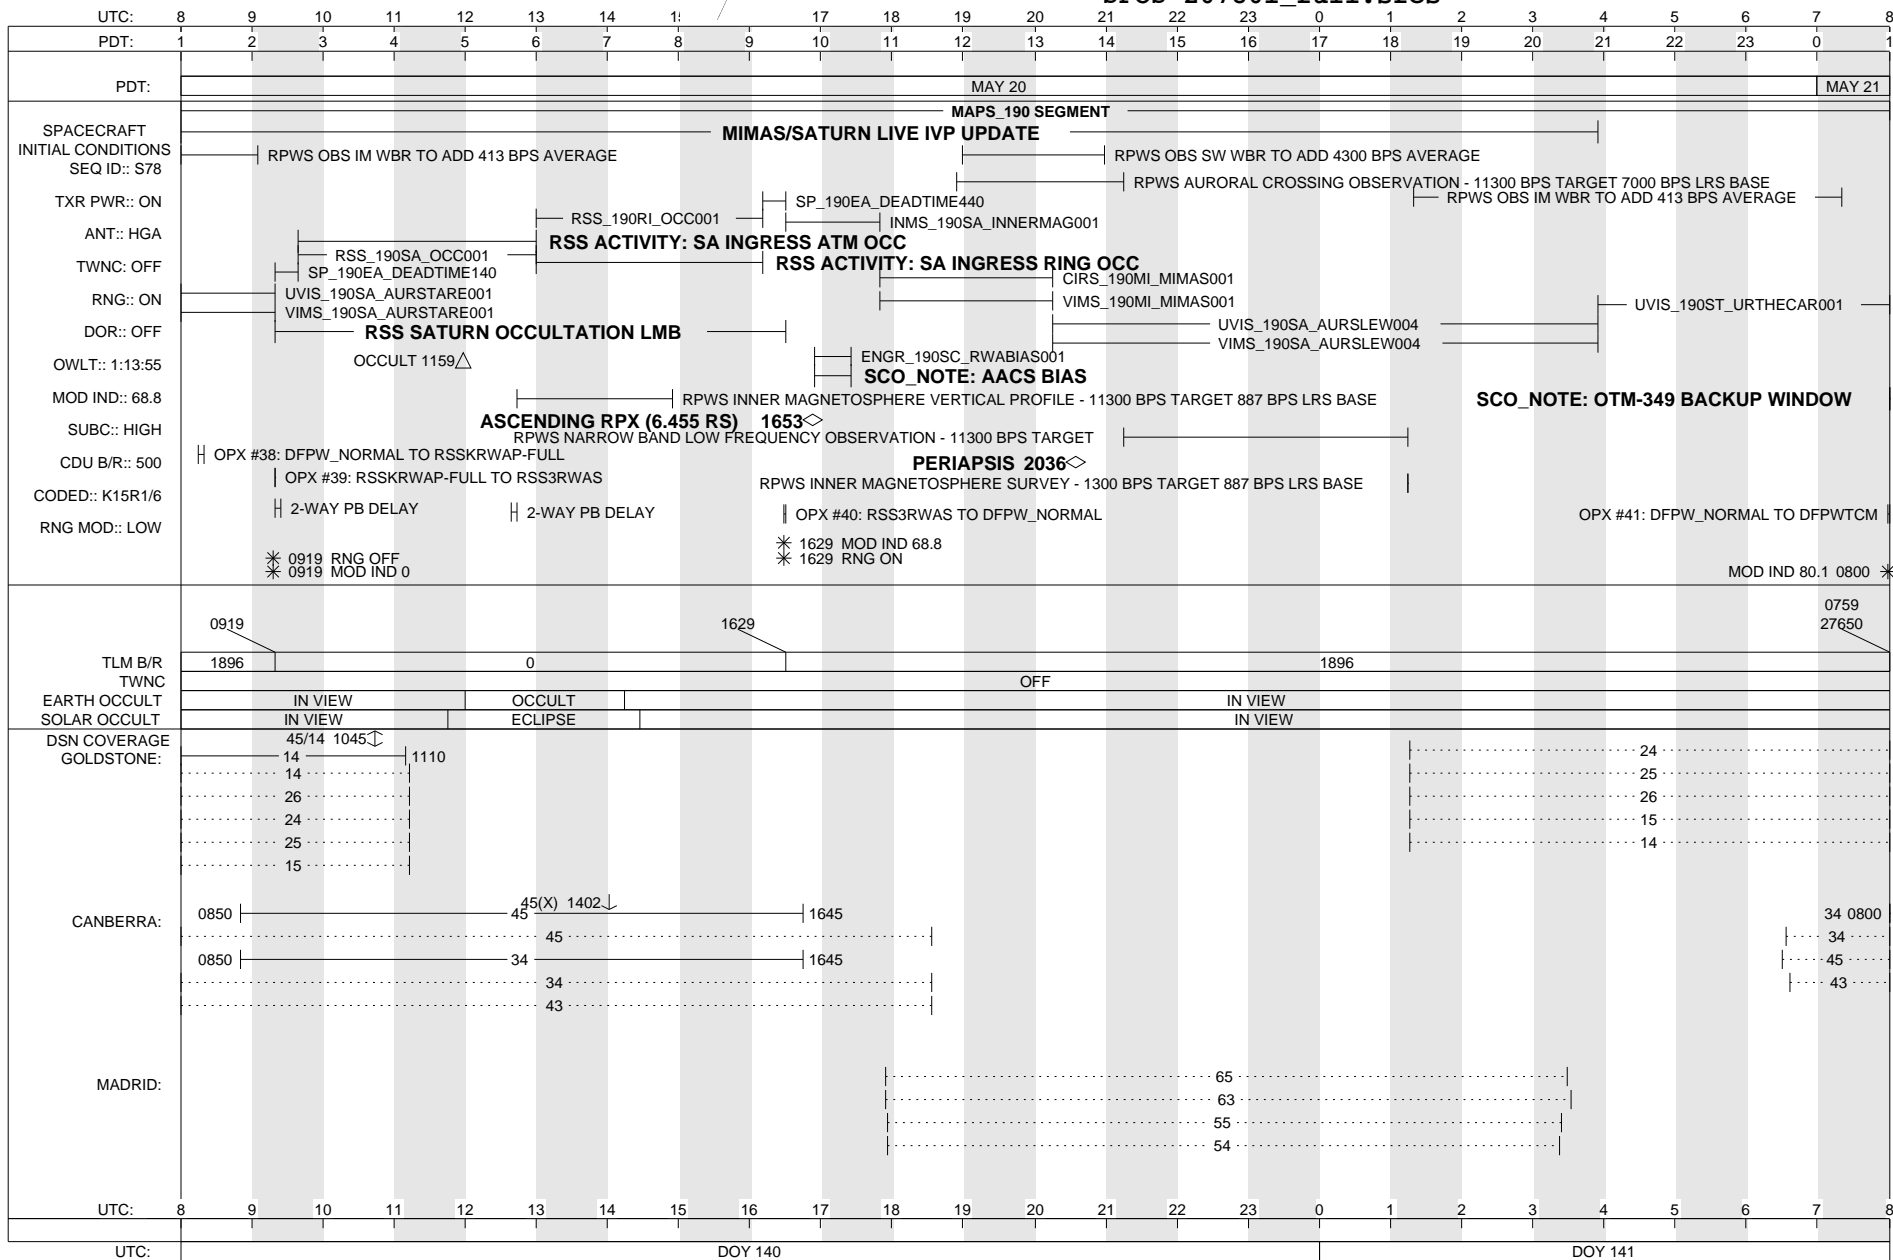 UTC: 8 9 10 11 12 13 14 17 18 19 20 21 22 23 0 1 2 3 4 5 6 7 8
PDT: 1 2 3 4 5 6 7 8 9 10 11 12 13 14 15 16 17 18 19 20 21 22 23 0 1
PDT: MAY 20 MAY 21
MAPS_190 SEGMENT
SPACECRAFT
INITIAL CONDITIONS
SEQ ID:: S78
TXR PWR:: ON
ANT:: HGA
TWNC: OFF
RNG:: ON
DOR:: OFF
OWLT:: 1:13:55
MOD IND:: 68.8
SUBC:: HIGH
CDU B/R:: 500
CODED:: K15R1/6
RNG MOD:: LOW
MIMAS/SATURN LIVE IVP UPDATE
RPWS OBS IM WBR TO ADD 413 BPS AVERAGE
RPWS OBS SW WBR TO ADD 4300 BPS AVERAGE
RPWS AURORAL CROSSING OBSERVATION - 11300 BPS TARGET 7000 BPS LRS BASE
SP_190EA_DEADTIME440
RPWS OBS IM WBR TO ADD 413 BPS AVERAGE
RSS_190RI_OCC001
INMS_190SA_INNERMAG001
RSS ACTIVITY: SA INGRESS ATM OCC
RSS_190SA_OCC001
RSS ACTIVITY: SA INGRESS RING OCC
SP_190EA_DEADTIME140
CIRS_190MI_MIMAS001
UVIS_190SA_AURSTARE001
VIMS_190MI_MIMAS001
UVIS_190ST_URTHECAR001
VIMS_190SA_AURSTARE001
UVIS_190SA_AURSLEW004
RSS SATURN OCCULTATION LMB
VIMS_190SA_AURSLEW004
OCCULT 1159
ENGR_190SC_RWABIAS001
SCO_NOTE: AACS BIAS
RPWS INNER MAGNETOSPHERE VERTICAL PROFILE - 11300 BPS TARGET 887 BPS LRS BASE
SCO_NOTE: OTM-349 BACKUP WINDOW
ASCENDING RPX (6.455 RS) 1653
RPWS NARROW BAND LOW FREQUENCY OBSERVATION - 11300 BPS TARGET
OPX #38: DFPW_NORMAL TO RSSKRWAP-FULL
PERIAPSIS 2036
OPX #39: RSSKRWAP-FULL TO RSS3RWAS
RPWS INNER MAGNETOSPHERE SURVEY - 1300 BPS TARGET 887 BPS LRS BASE
2-WAY PB DELAY
2-WAY PB DELAY
OPX #40: RSS3RWAS TO DFPW_NORMAL
OPX #41: DFPW_NORMAL TO DFPWTCM
1629 MOD IND 68.8
0919 RNG OFF
1629 RNG ON
0919 MOD IND 0
MOD IND 80.1 0800
0759
0919 1629 27650
TLM B/R 1896 0 1896
TWNC OFF
EARTH OCCULT IN VIEW OCCULT IN VIEW
SOLAR OCCULT IN VIEW ECLIPSE IN VIEW
DSN COVERAGE 45/14 1045
GOLDSTONE: 14 1110 24
14 25
26 26
24 15
25 14
15
45(X) 1402
CANBERRA: 0850 45 1645 34 0800
45 34
0850 34 1645 45
34 43
43
MADRID: 65
63
55
54
UTC: 8 9 10 11 12 13 14 15 16 17 18 19 20 21 22 23 0 1 2 3 4 5 6 7 8
UTC: DOY 140 DOY 141